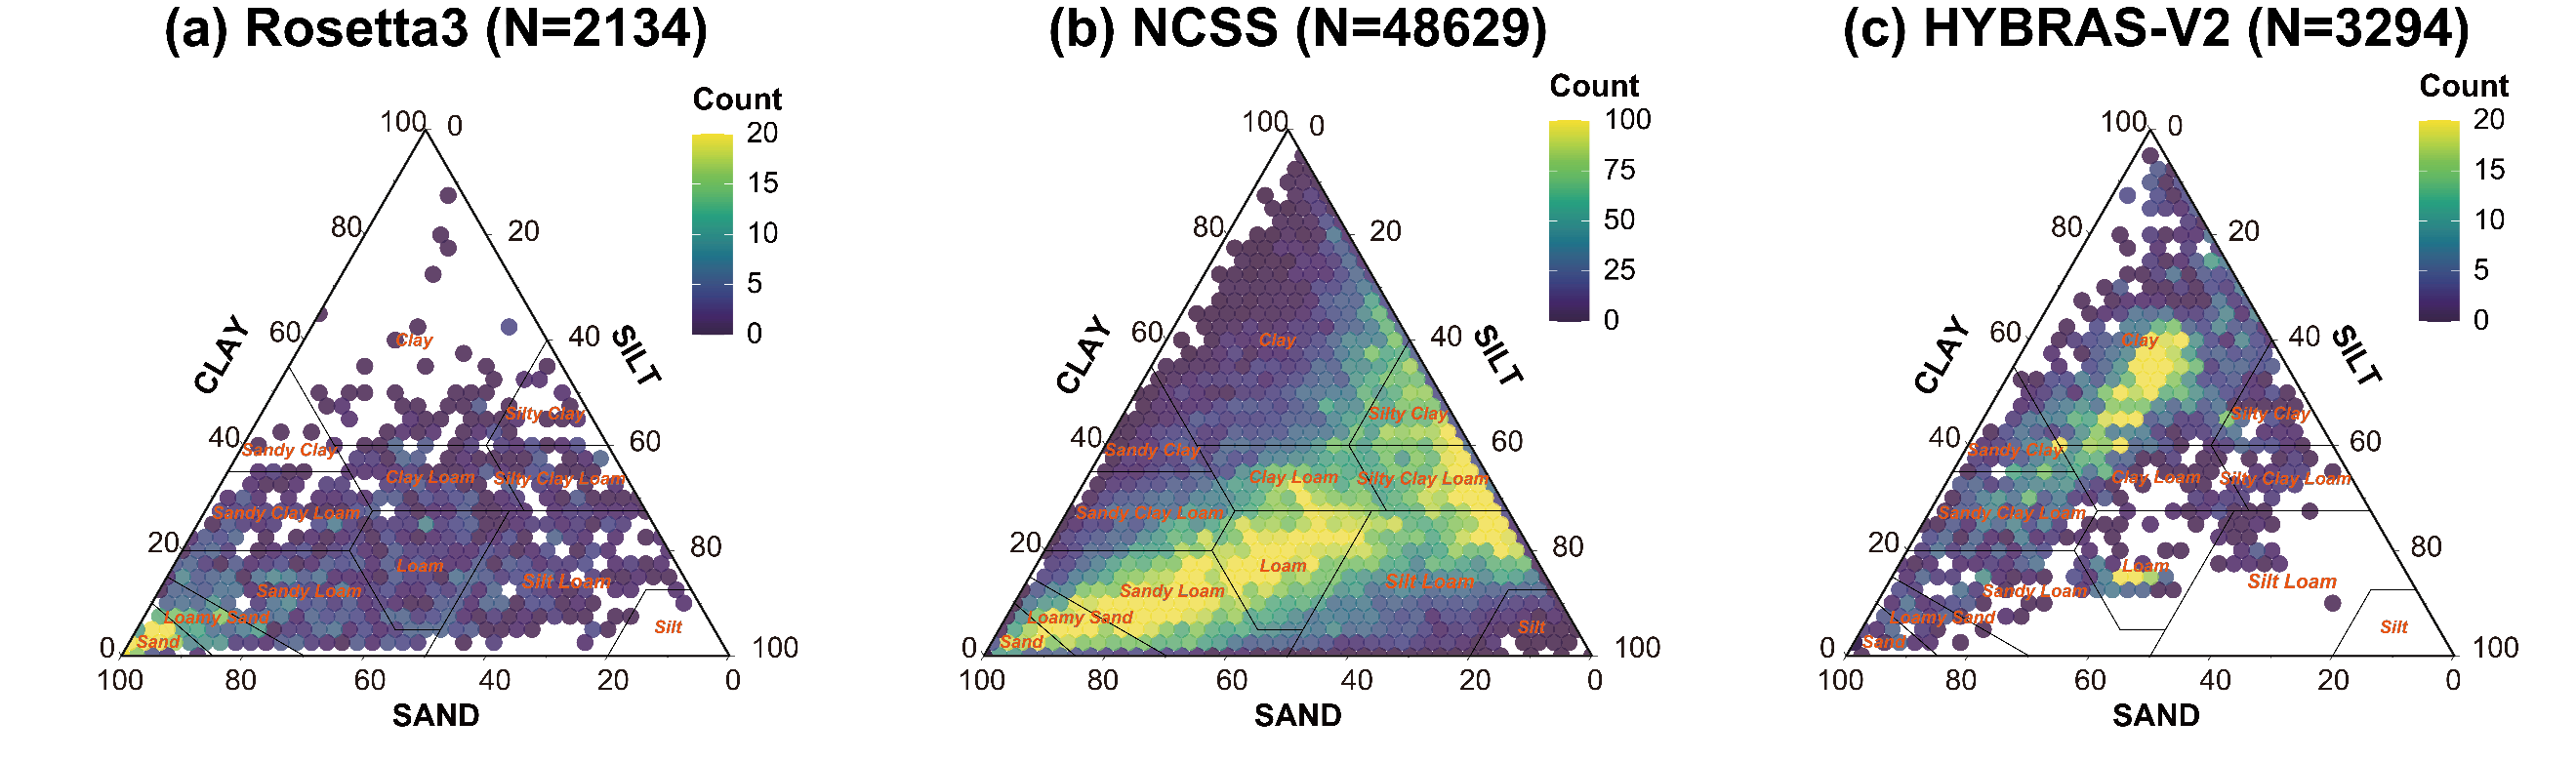 (a) Rosetta3 (N=2134)
Count
20
15
10
5
0
100 0
80 20
60 40
40 60
20 80
0 100
CLAY
SILT
Clay
Silty Clay
Sandy Clay
Clay Loam
Silty Clay Loam
Sandy Clay Loam
Loam
Silt Loam
Sandy Loam
Loamy Sand
Sand
Silt
100 80 60 40 20 0
SAND
(b) NCSS (N=48629)
Count
100
75
50
25
0
100 0
80 20
60 40
40 60
20 80
0 100
CLAY
SILT
Clay
Silty Clay
Sandy Clay
Clay Loam
Silty Clay Loam
Sandy Clay Loam
Loam
Silt Loam
Sandy Loam
Loamy Sand
Sand
Silt
100 80 60 40 20 0
SAND
(c) HYBRAS-V2 (N=3294)
Count
20
15
10
5
0
100 0
80 20
60 40
40 60
20 80
0 100
CLAY
SILT
Clay
Silty Clay
Sandy Clay
Clay Loam
Silty Clay Loam
Sandy Clay Loam
Loam
Silt Loam
Sandy Loam
Loamy Sand
Sand
Silt
100 80 60 40 20 0
SAND